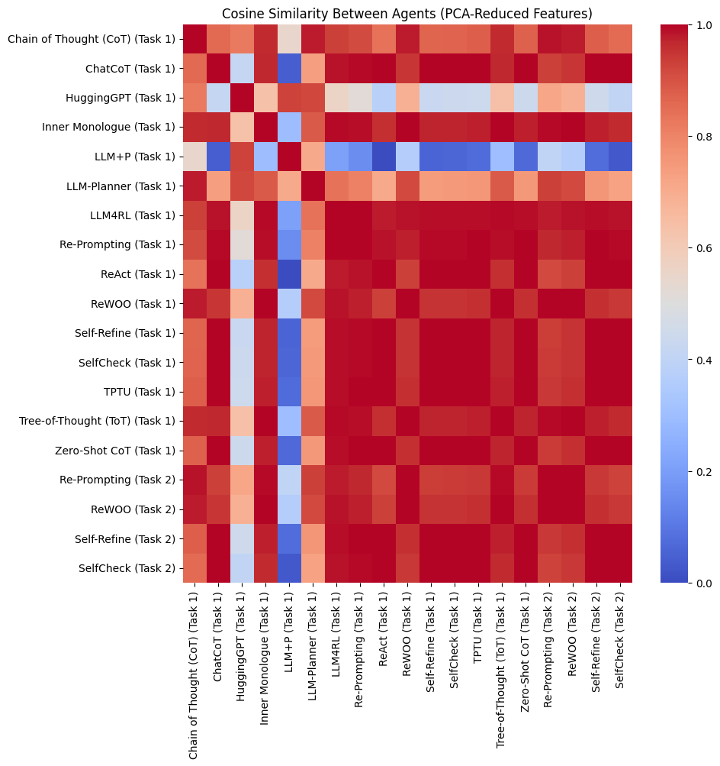 Cosine Similarity Between Agents (PCA-Reduced Features)
Chain of Thought (CoT) (Task 1)
ChatCoT (Task 1)
HuggingGPT (Task 1)
Inner Monologue (Task 1)
LLM+P (Task 1)
LLM-Planner (Task 1)
LLM4RL (Task 1)
Re-Prompting (Task 1)
ReAct (Task 1)
ReWOO (Task 1)
Self-Refine (Task 1)
SelfCheck (Task 1)
TPTU (Task 1)
Tree-of-Thought (ToT) (Task 1)
Zero-Shot CoT (Task 1)
Re-Prompting (Task 2)
ReWOO (Task 2)
Self-Refine (Task 2)
SelfCheck (Task 2)
Chain of Thought (CoT) (Task 1)
ChatCoT (Task 1)
HuggingGPT (Task 1)
Inner Monologue (Task 1)
LLM+P (Task 1)
LLM-Planner (Task 1)
LLM4RL (Task 1)
Re-Prompting (Task 1)
ReAct (Task 1)
ReWOO (Task 1)
Self-Refine (Task 1)
SelfCheck (Task 1)
TPTU (Task 1)
Tree-of-Thought (ToT) (Task 1)
Zero-Shot CoT (Task 1)
Re-Prompting (Task 2)
ReWOO (Task 2)
Self-Refine (Task 2)
SelfCheck (Task 2)
1.0
0.8
0.6
0.4
0.2
0.0